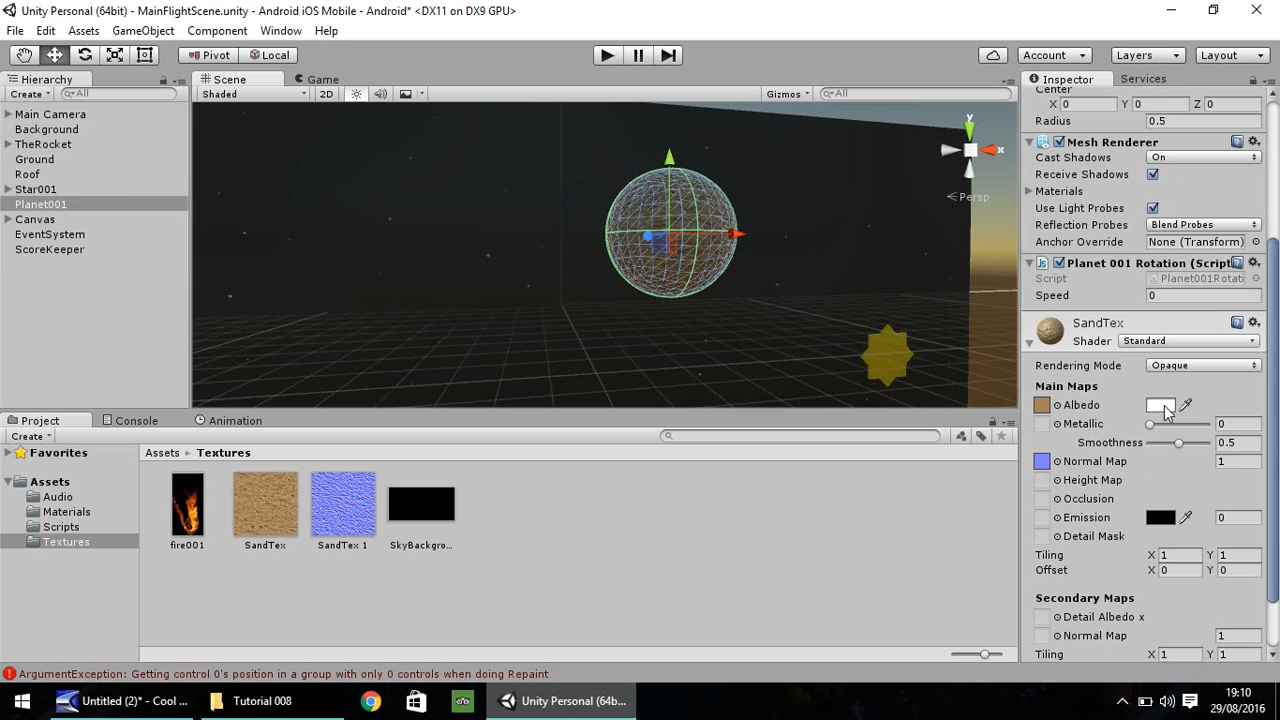 Unity Personal (64bit) - MainFlightScene.unity - Android iOS Mobile - Android* <DX11 on DX9 GPU>
File Edit Assets GameObject Component Window Help
Pivot Local Account Layers Layout
Hierarchy
Create All
Main Camera
Background
TheRocket
Ground
Roof
Star001
Planet001
Canvas
EventSystem
ScoreKeeper
Scene Game
Shaded 2D Gizmos All
y
x
Persp
Inspector Services
Center
X 0 Y 0 Z 0
Radius 0.5
Mesh Renderer
Cast Shadows On
Receive Shadows
Materials
Use Light Probes
Reflection Probes Blend Probes
Anchor Override None (Transform)
Planet 001 Rotation (Script
Script Planet001Rotati
Speed 0
SandTex
Shader Standard
Rendering Mode Opaque
Main Maps
Albedo
Metallic 0
Smoothness 0.5
Normal Map 1
Height Map
Occlusion
Emission 0
Detail Mask
Tiling X 1 Y 1
Offset X 0 Y 0
Secondary Maps
Detail Albedo x
Normal Map 1
Tiling X 1 Y 1
Project Console Animation
Create
Favorites
Assets
Audio
Materials
Scripts
Textures
Assets Textures
fire001 SandTex SandTex 1 SkyBackgro...
ArgumentException: Getting control 0's position in a group with only 0 controls when doing Repaint
Untitled (2)* - Cool ... Tutorial 008 Unity Personal (64b...
19:10
29/08/2016